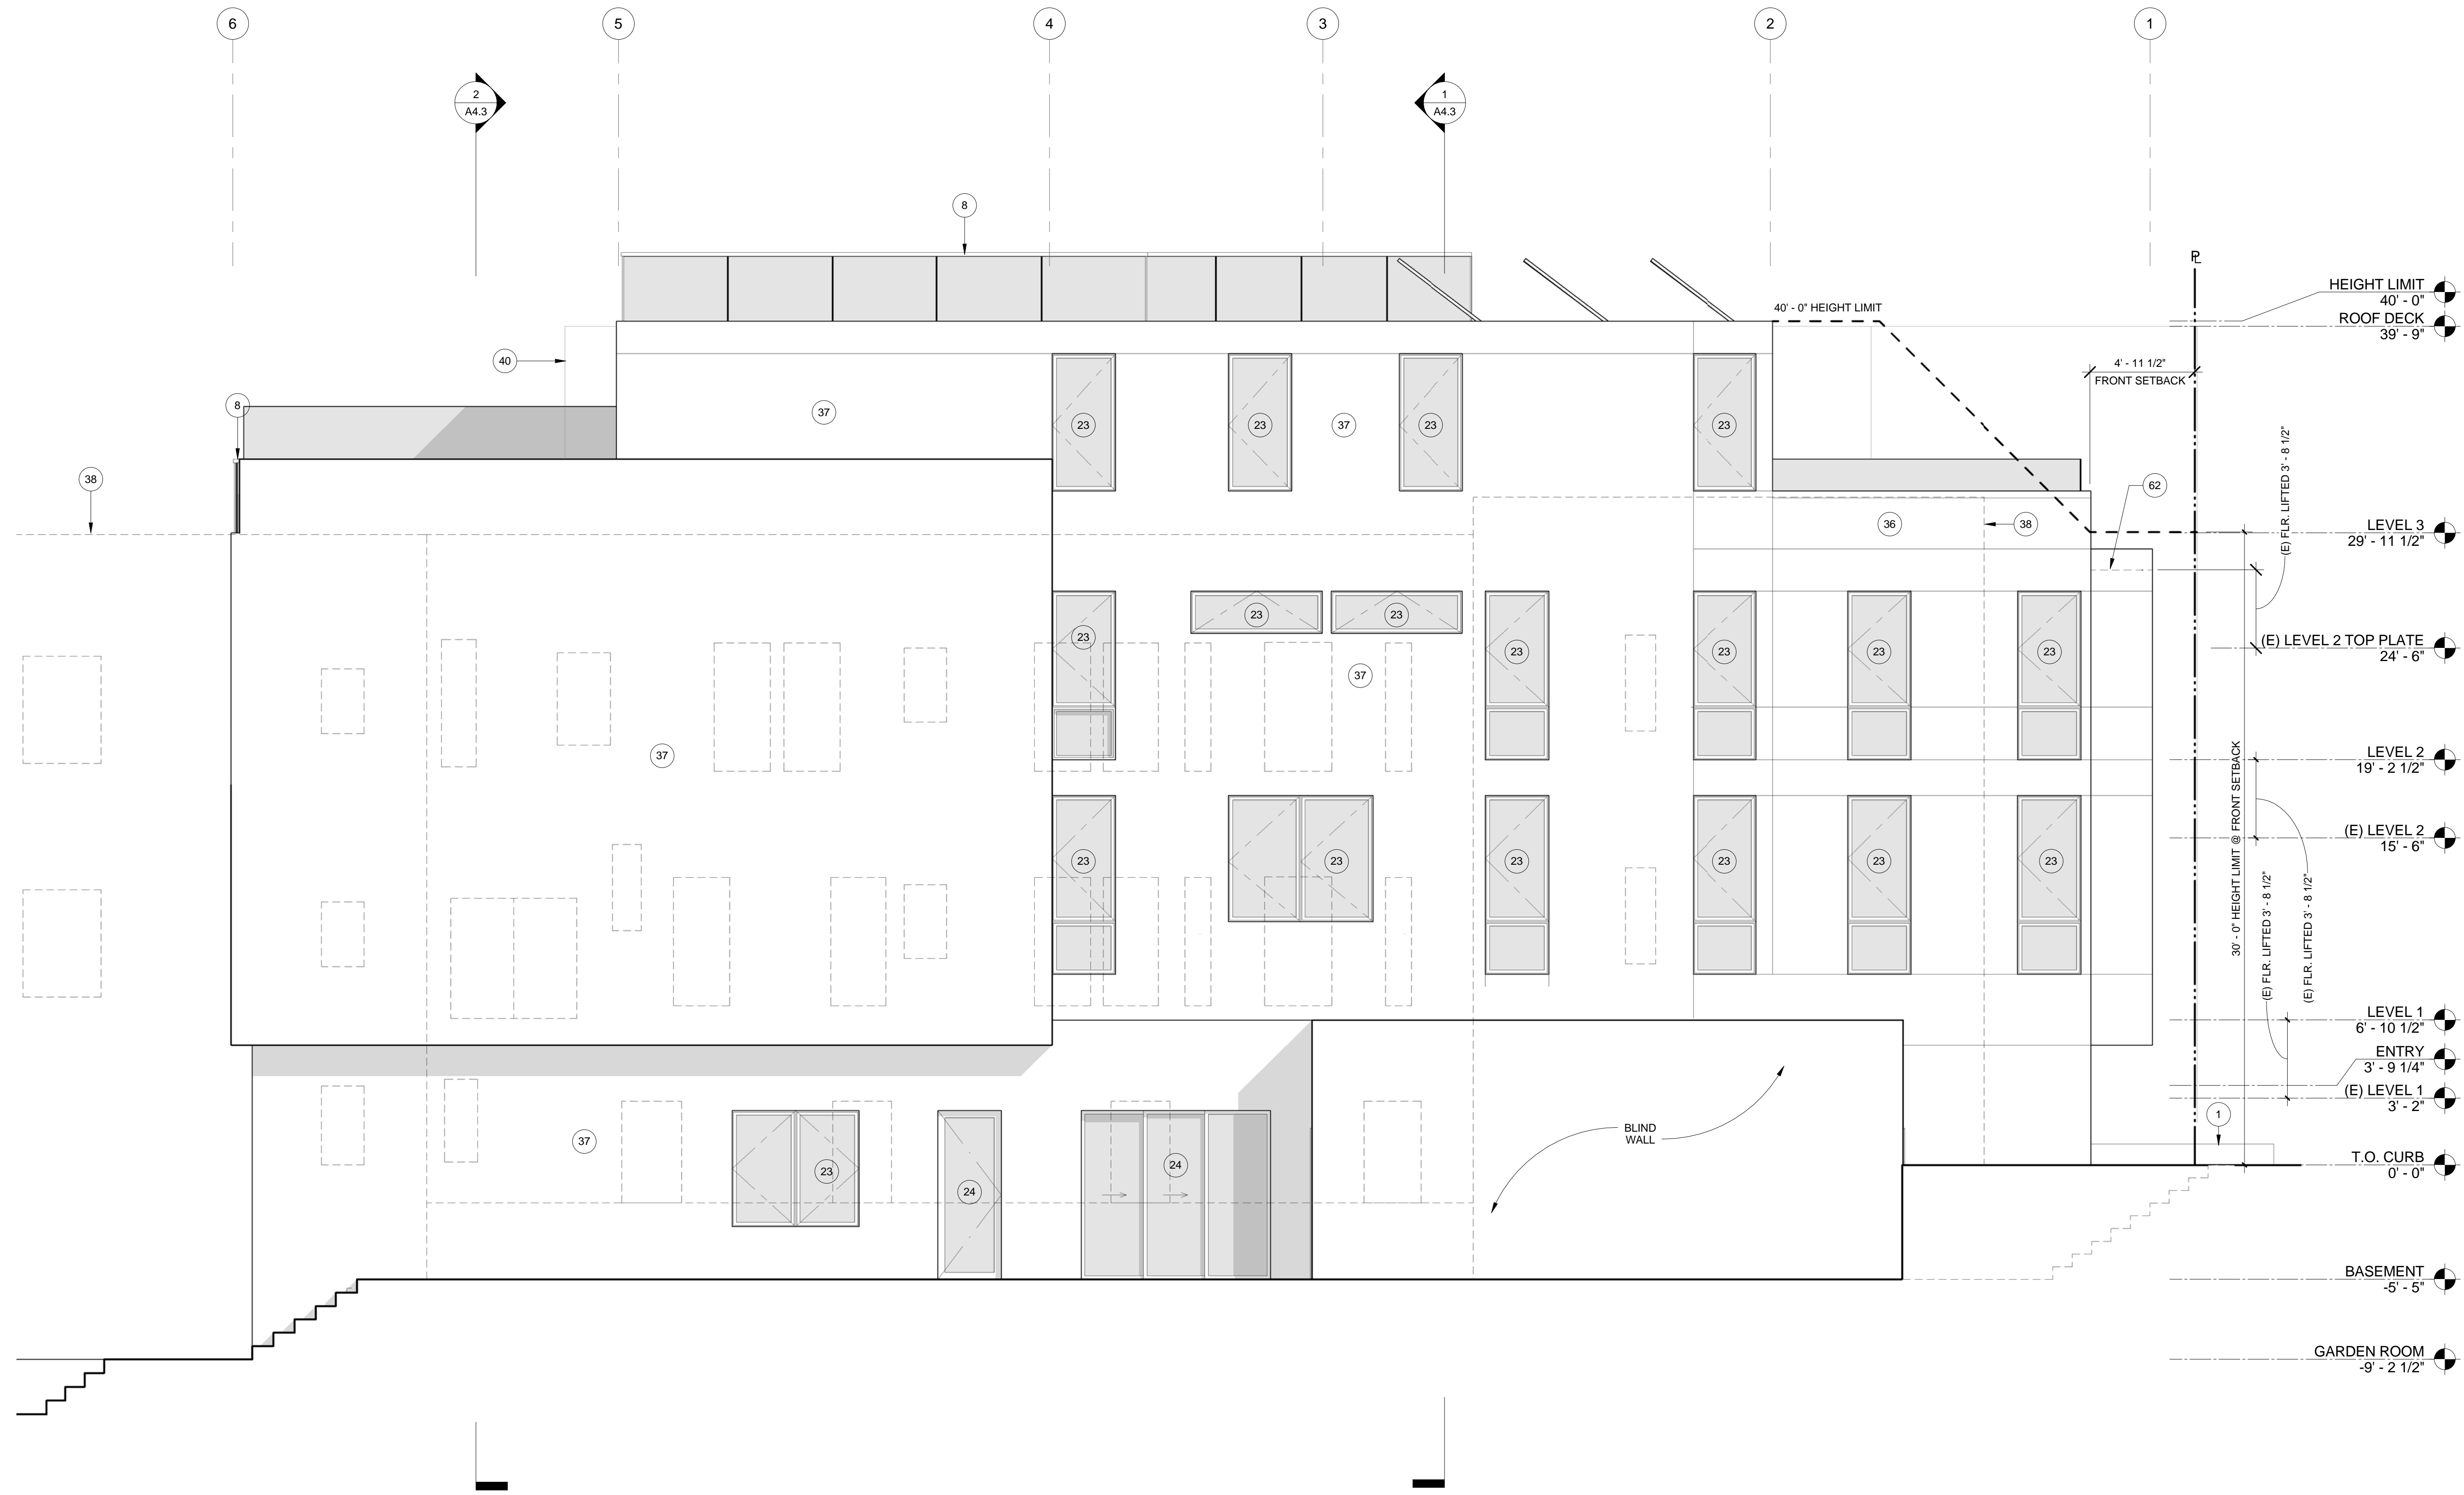 6
5
4
3
2
1
2
A4.3
1
A4.3
8
HEIGHT LIMIT
40' - 0"
40' - 0" HEIGHT LIMIT
ROOF DECK
39' - 9"
40
4' - 11 1/2"
FRONT SETBACK
8
37
23
23
37
23
23
38
62
36
38
LEVEL 3
29' - 11 1/2"
(E) FLR. LIFTED 3' - 8 1/2"
23
23
23
(E) LEVEL 2 TOP PLATE
24' - 6"
23
23
23
23
37
37
LEVEL 2
19' - 2 1/2"
(E) LEVEL 2
15' - 6"
30' - 0" HEIGHT LIMIT @ FRONT SETBACK
23
23
23
23
23
23
(E) FLR. LIFTED 3' - 8 1/2"
(E) FLR. LIFTED 3' - 8 1/2"
LEVEL 1
6' - 10 1/2"
ENTRY
3' - 9 1/4"
(E) LEVEL 1
3' - 2"
1
BLIND
WALL
37
23
24
24
T.O. CURB
0' - 0"
BASEMENT
-5' - 5"
GARDEN ROOM
-9' - 2 1/2"
PL